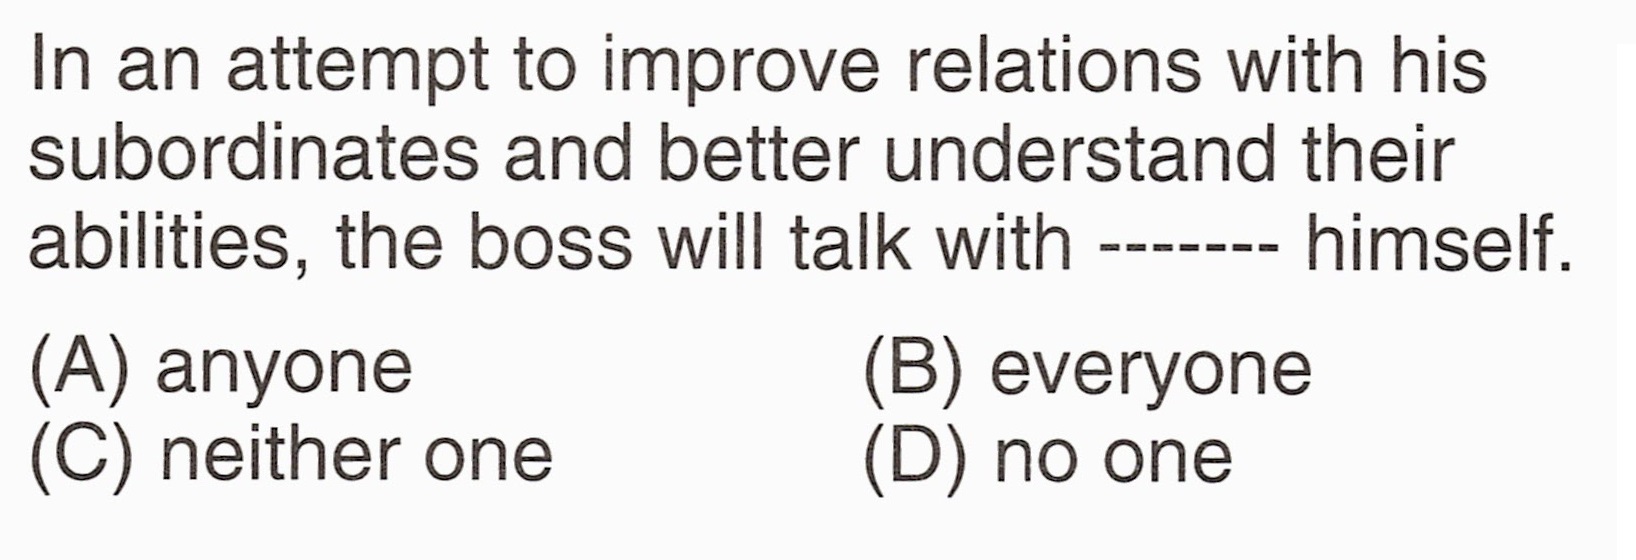 In an attempt to improve relations with his
subordinates and better understand their
abilities, the boss will talk with ------- himself.
(A) anyone
(B) everyone
(C) neither one
(D) no one